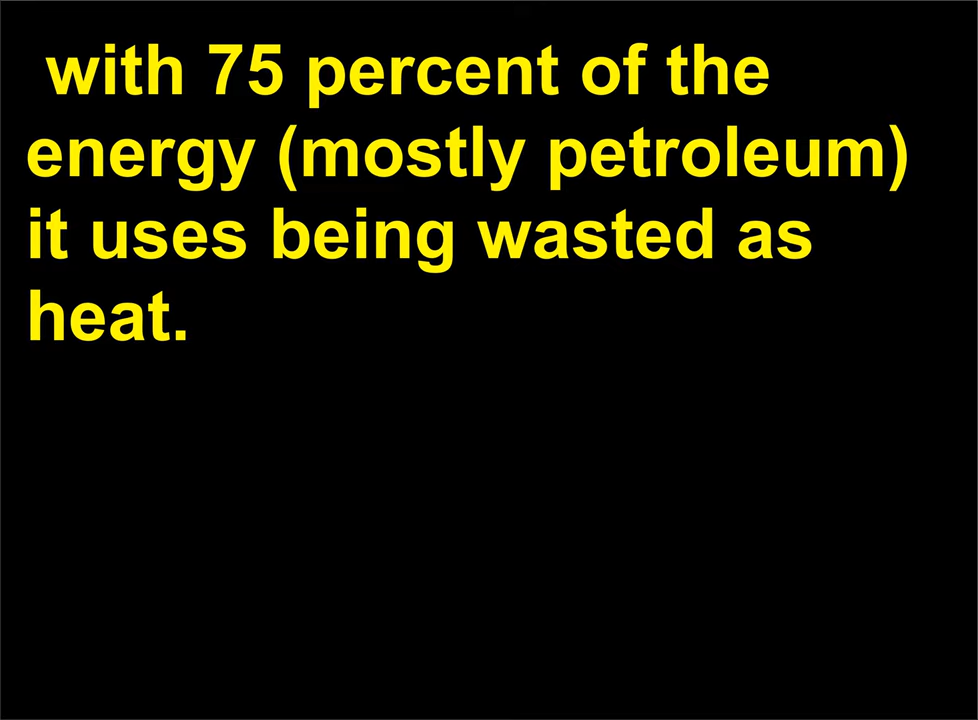 with 75 percent of the
energy (mostly petroleum)
it uses being wasted as
heat.